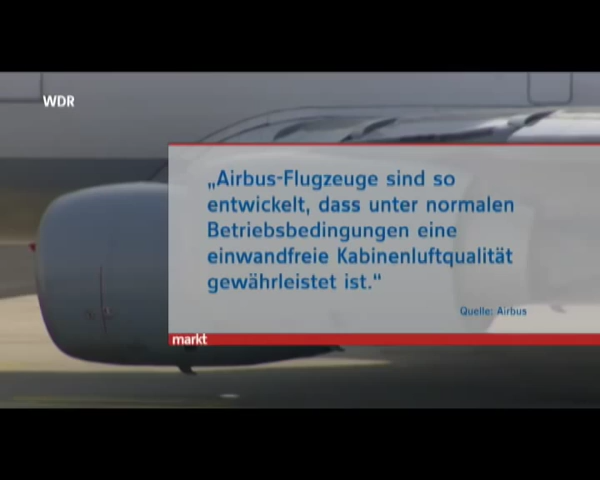 WDR
„Airbus-Flugzeuge sind so
entwickelt, dass unter normalen
Betriebsbedingungen eine
einwandfreie Kabinenluftqualität
gewährleistet ist.“
Quelle: Airbus
markt